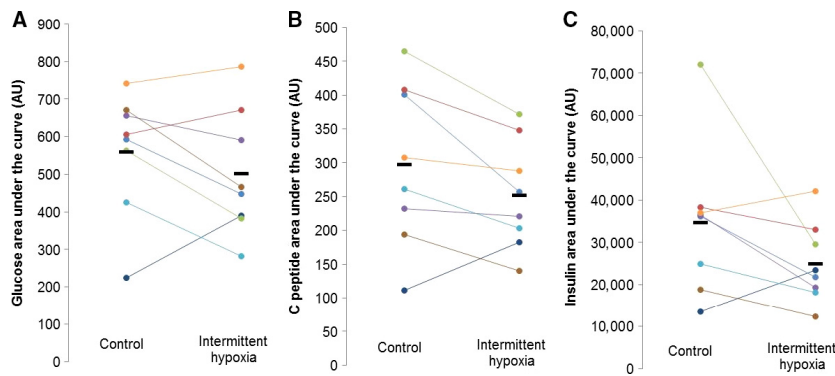 A
Glucose area under the curve (AU)
900
800
700
600
500
400
300
200
100
0
Control
Intermittent
hypoxia
B
C peptide area under the curve (AU)
500
450
400
350
300
250
200
150
100
50
0
Control
Intermittent
hypoxia
C
Insulin area under the curve (AU)
80,000
70,000
60,000
50,000
40,000
30,000
20,000
10,000
0
Control
Intermittent
hypoxia